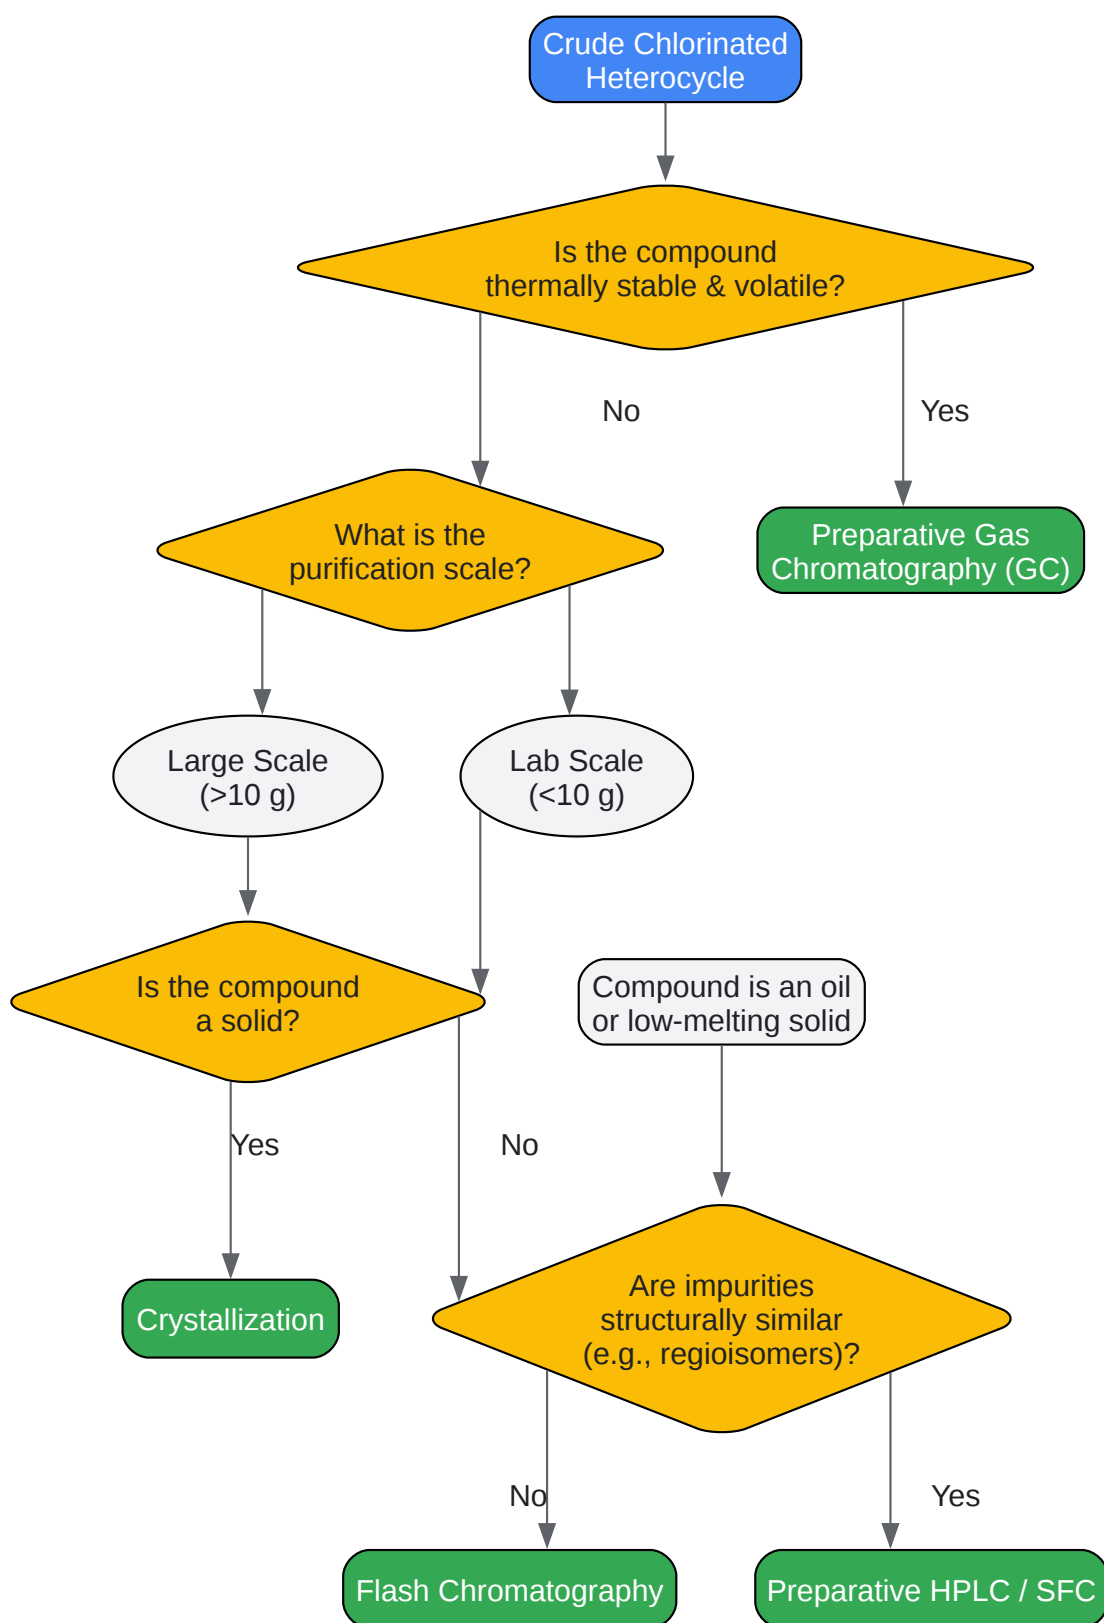 Crude Chlorinated
Heterocycle
Is the compound
thermally stable & volatile?
No
Yes
What is the
purification scale?
Preparative Gas
Chromatography (GC)
Large Scale
(>10 g)
Lab Scale
(<10 g)
Is the compound
a solid?
Compound is an oil
or low-melting solid
Yes
No
Crystallization
Are impurities
structurally similar
(e.g., regioisomers)?
No
Yes
Flash Chromatography
Preparative HPLC / SFC